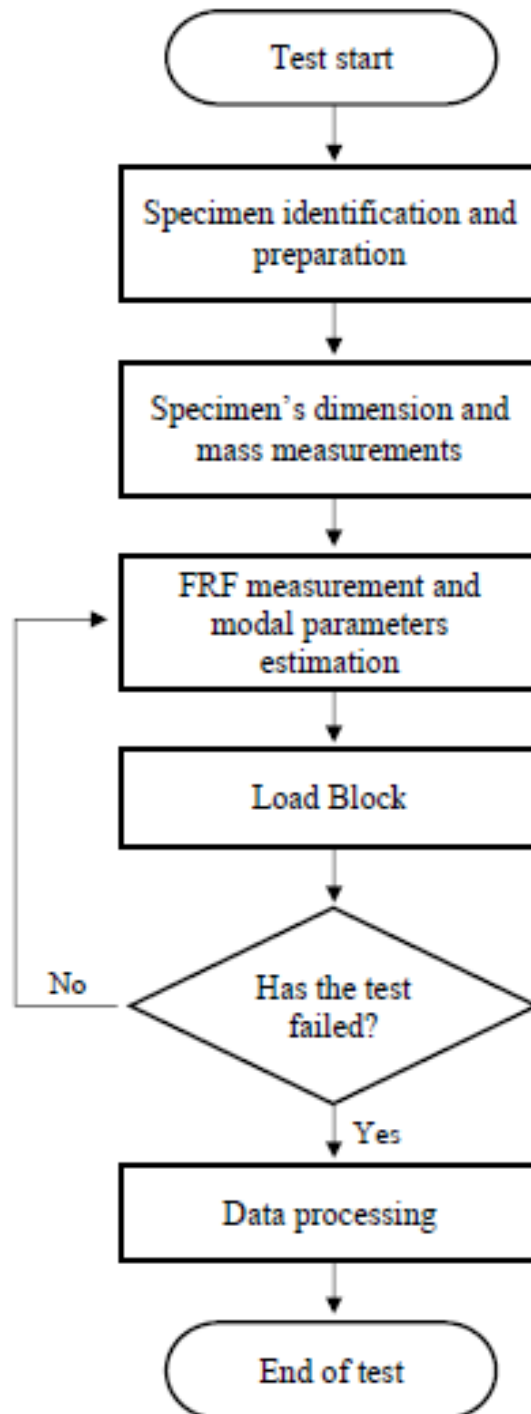 Test start
Specimen identification and
preparation
Specimen’s dimension and
mass measurements
FRF measurement and
modal parameters
estimation
Load Block
Has the test
failed?
No
Yes
Data processing
End of test